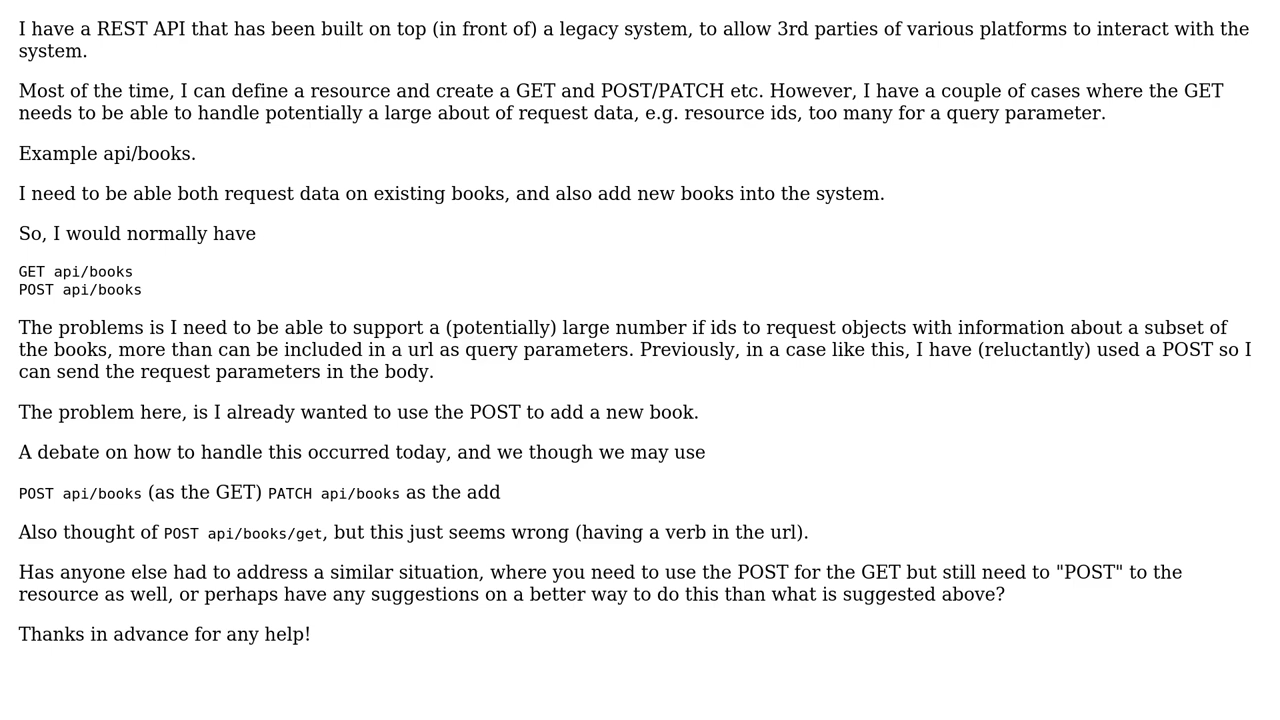 I have a REST API that has been built on top (in front of) a legacy system, to allow 3rd parties of various platforms to interact with the
system.
Most of the time, I can define a resource and create a GET and POST/PATCH etc. However, I have a couple of cases where the GET
needs to be able to handle potentially a large about of request data, e.g. resource ids, too many for a query parameter.
Example api/books.
I need to be able both request data on existing books, and also add new books into the system.
So, I would normally have
GET api/books
POST api/books
The problems is I need to be able to support a (potentially) large number if ids to request objects with information about a subset of
the books, more than can be included in a url as query parameters. Previously, in a case like this, I have (reluctantly) used a POST so I
can send the request parameters in the body.
The problem here, is I already wanted to use the POST to add a new book.
A debate on how to handle this occurred today, and we though we may use
POST api/books (as the GET) PATCH api/books as the add
Also thought of POST api/books/get, but this just seems wrong (having a verb in the url).
Has anyone else had to address a similar situation, where you need to use the POST for the GET but still need to "POST" to the
resource as well, or perhaps have any suggestions on a better way to do this than what is suggested above?
Thanks in advance for any help!